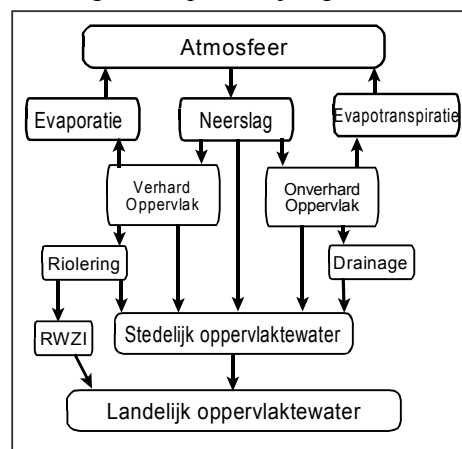 Atmosfeer
Evaporatie
Neerslag
Evapotranspiratie
Verhard
Oppervlak
Onverhard
Oppervlak
Riolering
Drainage
RWZI
Stedelijk oppervlaktewater
Landelijk oppervlaktewater